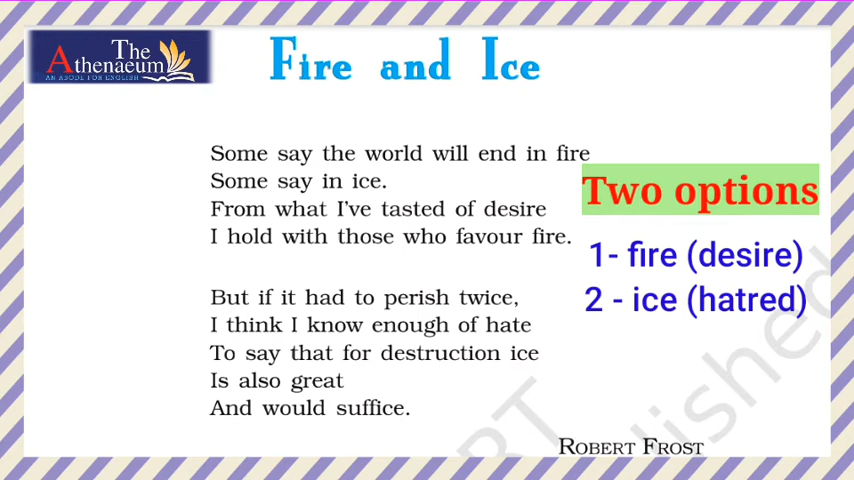 The
Athenaeum
AN ABODE FOR ENGLISH
Fire and Ice
Some say the world will end in fire
Some say in ice.
From what I've tasted of desire
I hold with those who favour fire.
But if it had to perish twice,
I think I know enough of hate
To say that for destruction ice
Is also great
And would suffice.
ROBERT FROST
Two options
1- fire (desire)
2 - ice (hatred)